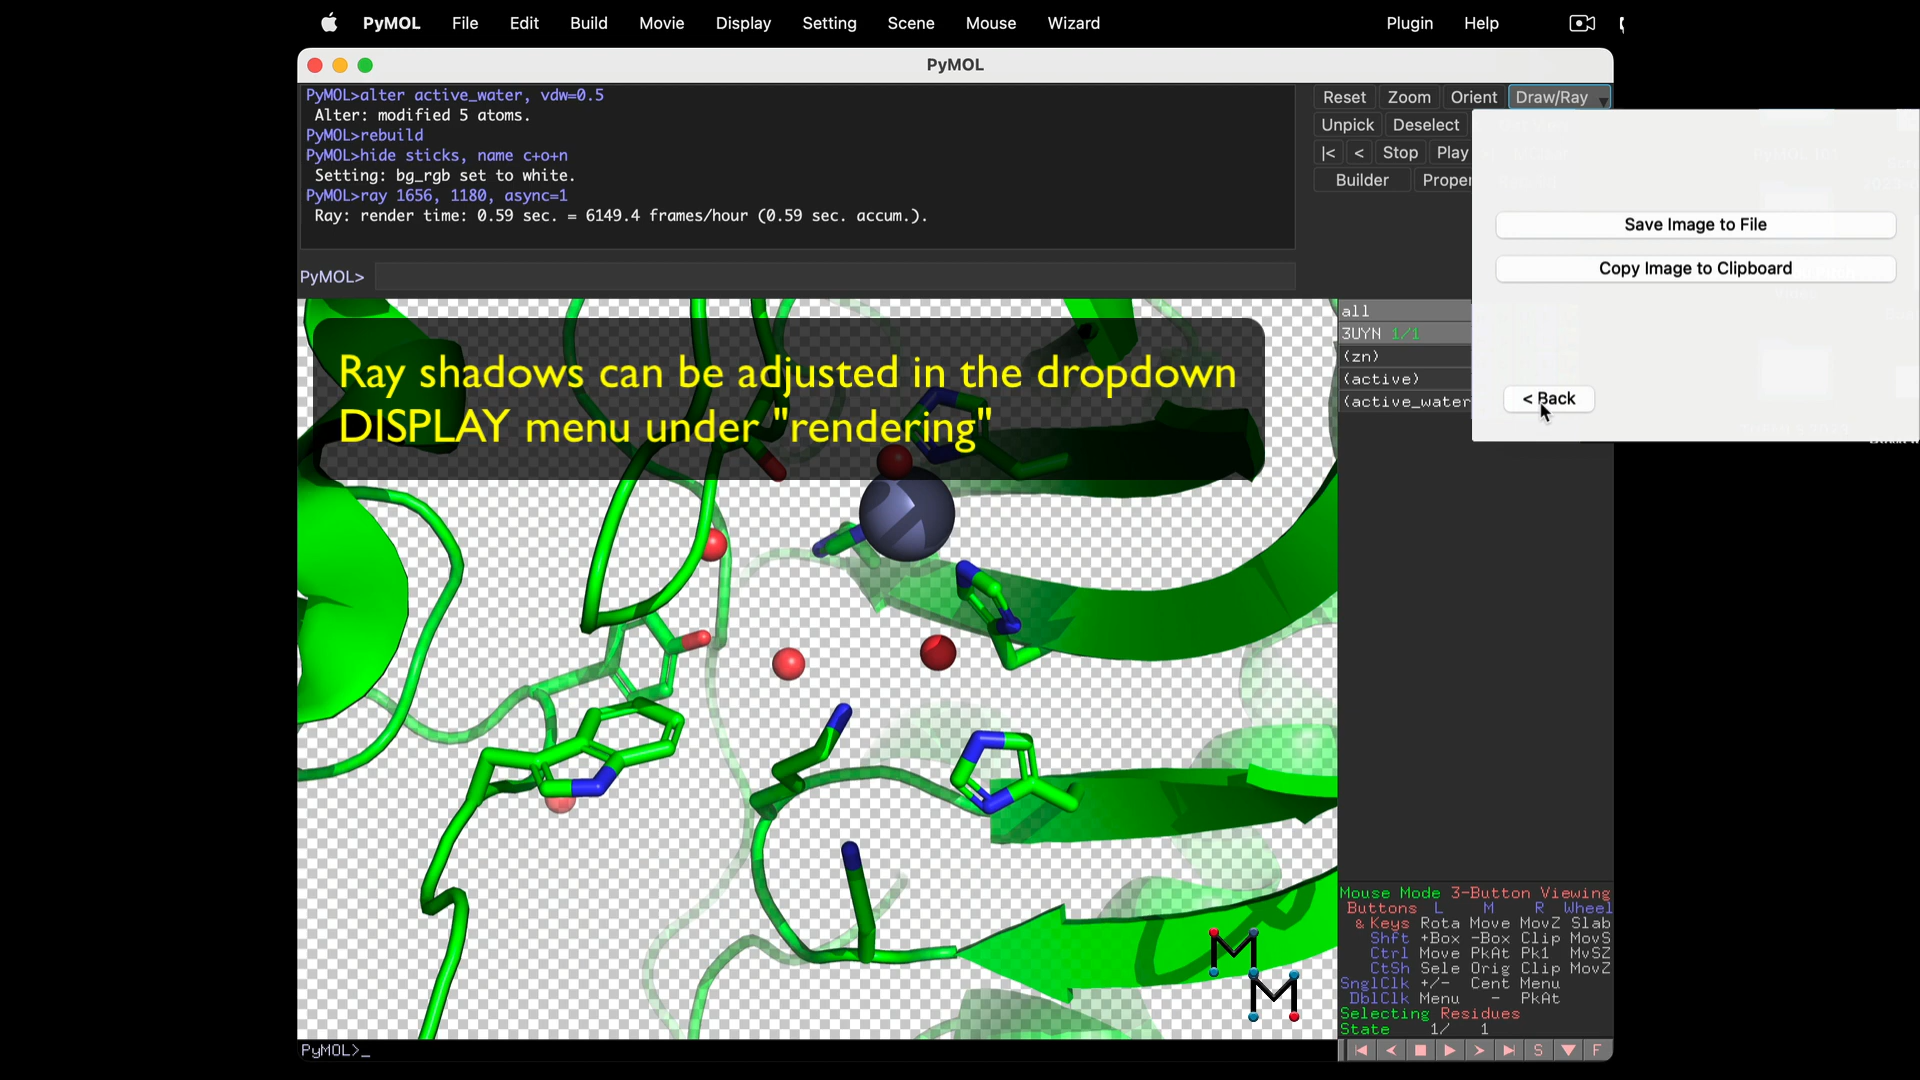 PyMOL File Edit Build Movie Display Setting Scene Mouse Wizard Plugin Help
PyMOL
PyMOL>alter active_water, vdw=0.5
Alter: modified 5 atoms.
PyMOL>rebuild
PyMOL>hide sticks, name c+o+n
Setting: bg_rgb set to white.
PyMOL>ray 1656, 1180, async=1
Ray: render time: 0.59 sec. = 6149.4 frames/hour (0.59 sec. accum.).
PyMOL>
Reset Zoom Orient Draw/Ray
Unpick Deselect
|< < Stop Play
Builder Proper
Save Image to File
Copy Image to Clipboard
< Back
all
3UYN 1/1
(zn)
(active)
(active_water
Ray shadows can be adjusted in the dropdown
DISPLAY menu under "rendering"
Mouse Mode 3-Button Viewing
Buttons L M R Wheel
& Keys Rota Move MovZ Slab
Shft +Box -Box Clip MovS
Ctrl Move PkAt Pk1 MvSZ
CtSh Sele Orig Clip MovZ
SnglClk +/- Cent Menu
DblClk Menu - PkAt
Selecting Residues
State 1/ 1
S F
PyMOL>_